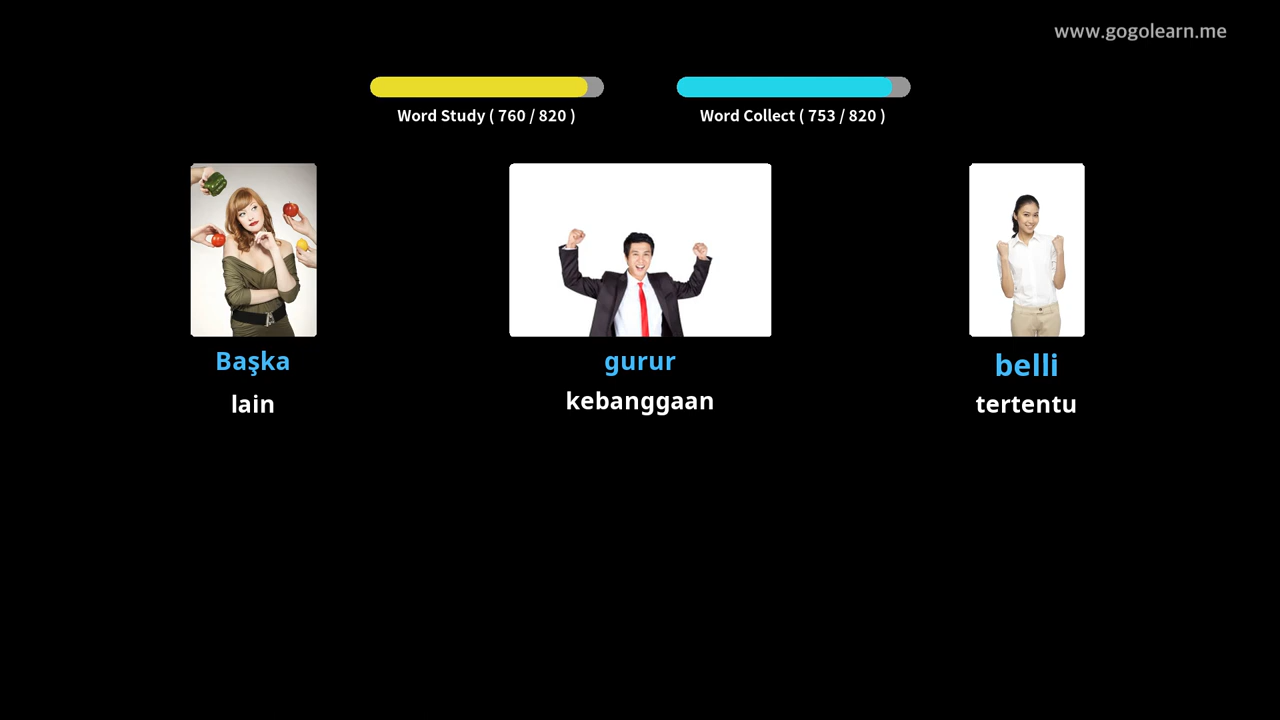 www.gogolearn.me
Word Study ( 760 / 820 )
Word Collect ( 753 / 820 )
Başka
lain
gurur
kebanggaan
belli
tertentu